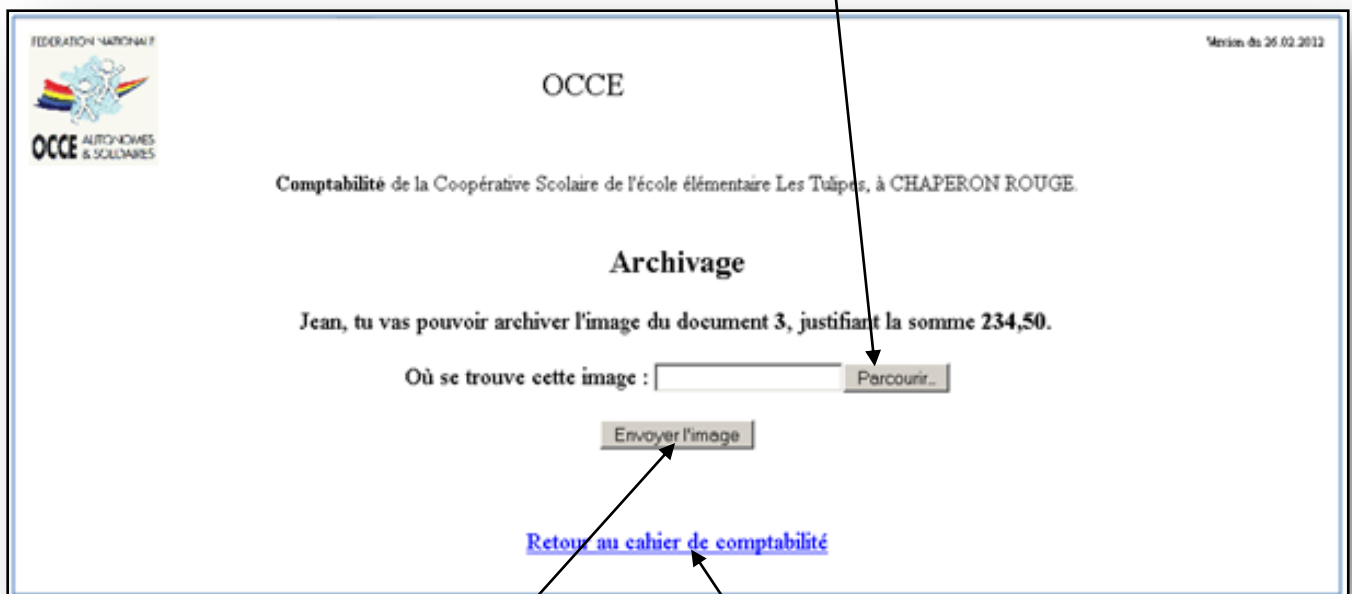 FEDERATION NATIONALE
Version du 26.02.2012
OCCE
OCCE AUTONOMES
& SOLIDAIRES
Comptabilité de la Coopérative Scolaire de l'école élémentaire Les Tulipes, à CHAPERON ROUGE.
Archivage
Jean, tu vas pouvoir archiver l'image du document 3, justifiant la somme 234,50.
Où se trouve cette image : Parcourir..
Envoyer l'image
Retour au cahier de comptabilité